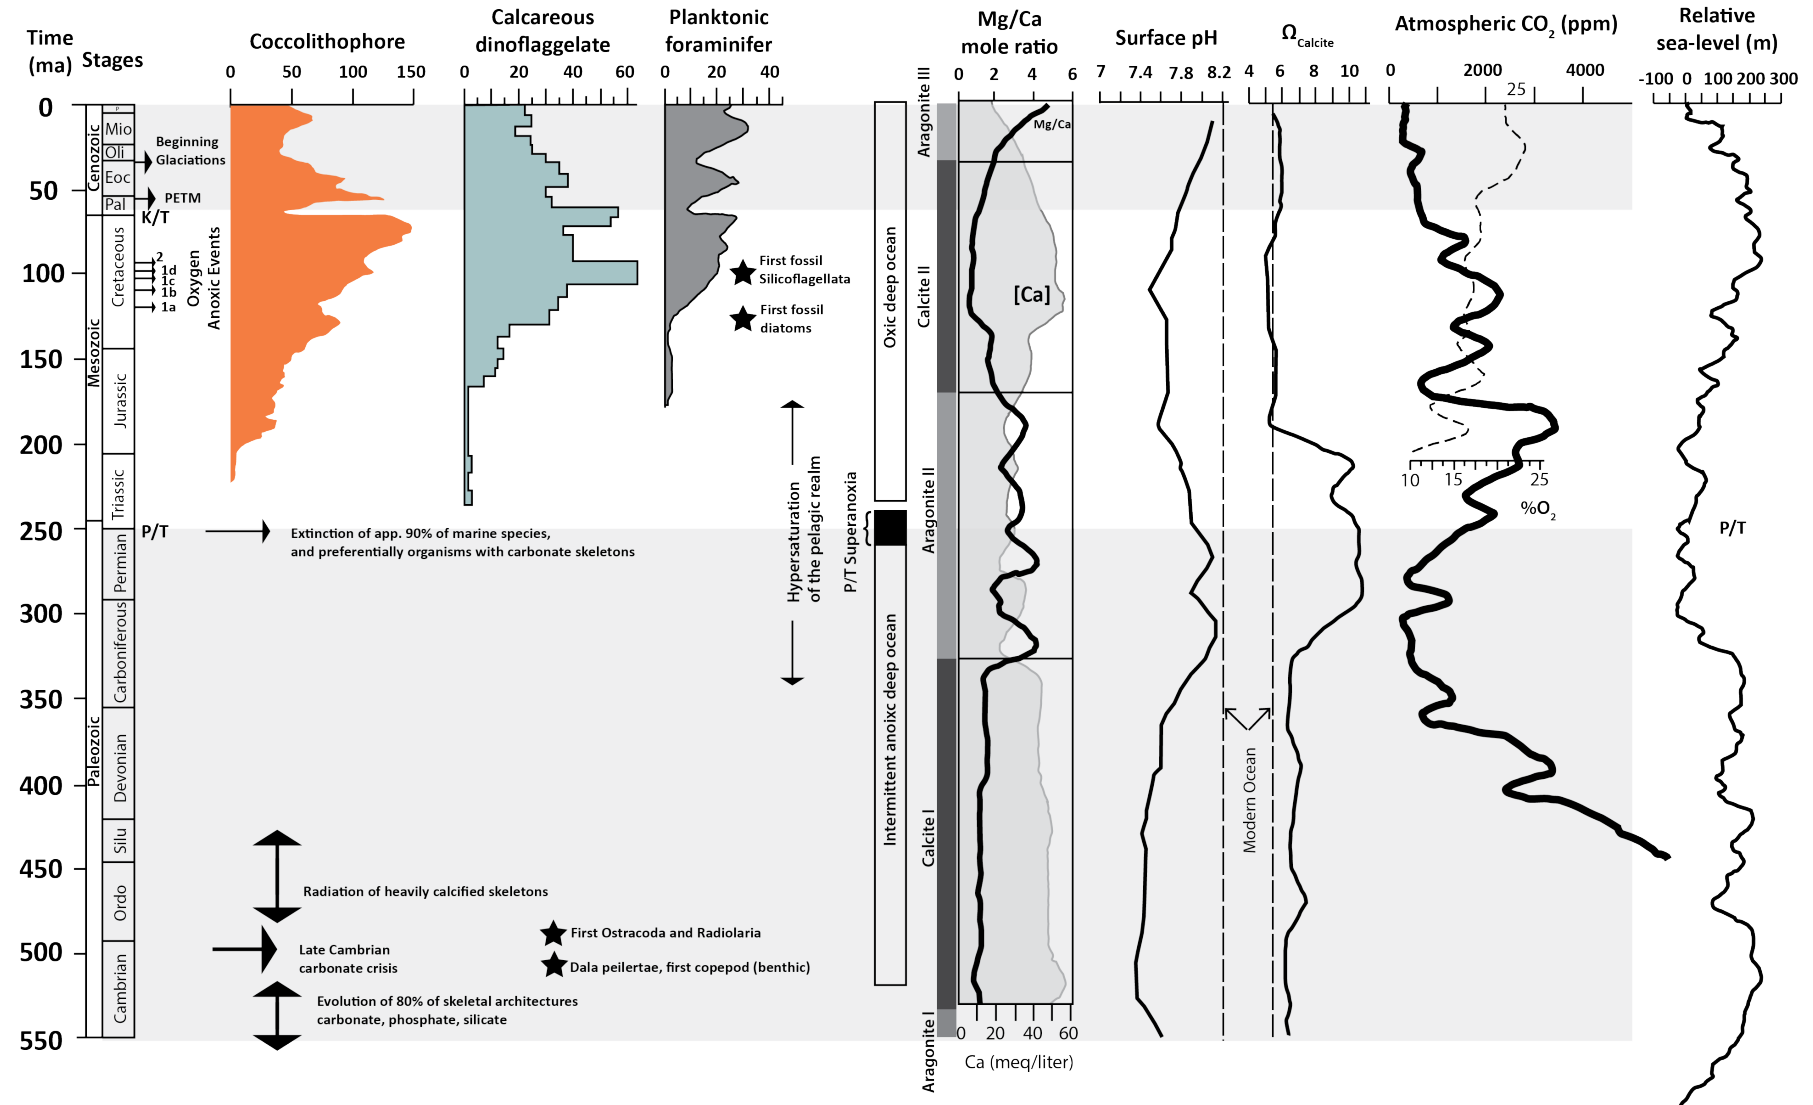 Time
(ma)
Stages
Coccolithophore
Calcareous
dinoflaggelate
Planktonic
foraminifer
Mg/Ca
mole ratio
Surface pH
Ω Calcite
Atmospheric CO2 (ppm)
Relative
sea-level (m)
0 50 100 150
0 20 40 60
0 20 40
0 2 4 6
7 7.4 7.8 8.2
4 6 8 10
0 2000 4000
25
-100 0 100 200 300
0
50
100
150
200
250
300
350
400
450
500
550
Cenozoic
Mesozoic
Paleozoic
P
Mio
Oli
Eoc
Pal
Cretaceous
Jurassic
Triassic
Permian
Carboniferous
Devonian
Silu
Ordo
Cambrian
Beginning
Glaciations
PETM
K/T
2
1d
1c
1b
1a
Oxygen
Anoxic Events
First fossil
Silicoflagellata
First fossil
diatoms
P/T
Extinction of app. 90% of marine species,
and preferentially organisms with carbonate skeletons
Hypersaturation
of the pelagic realm
P/T Superanoxia
{
Oxic deep ocean
Intermittent anoixc deep ocean
Radiation of heavily calcified skeletons
Late Cambrian
carbonate crisis
First Ostracoda and Radiolaria
Dala peilertae, first copepod (benthic)
Evolution of 80% of skeletal architectures
carbonate, phosphate, silicate
Aragonite III
Calcite II
Aragonite II
Calcite I
Aragonite I
Mg/Ca
[Ca]
0 20 40 60
Ca (meq/liter)
Modern Ocean
10 15 25
%O2
P/T